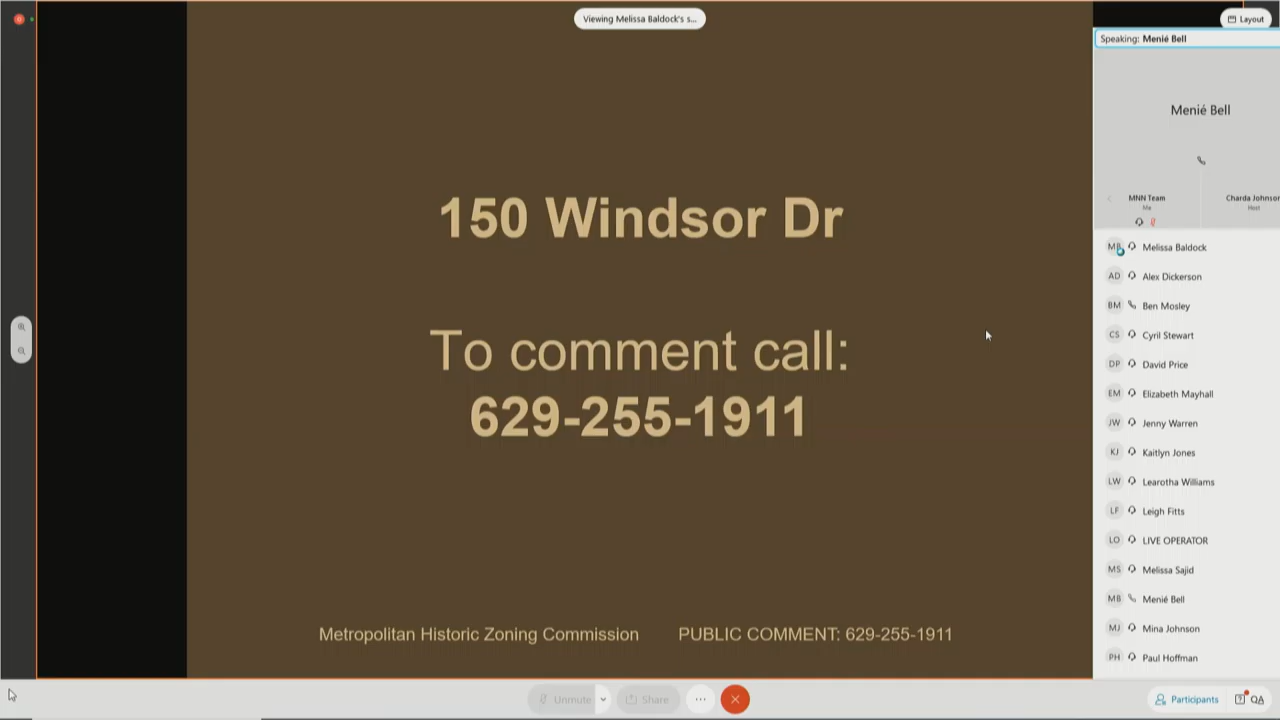 Viewing Melissa Baldock's s...
Layout
Speaking: Menié Bell
Menié Bell
MNN Team
Me
Charda Johnson
Host
150 Windsor Dr
To comment call:
629-255-1911
Metropolitan Historic Zoning Commission PUBLIC COMMENT: 629-255-1911
MB Melissa Baldock
AD Alex Dickerson
BM Ben Mosley
CS Cyril Stewart
DP David Price
EM Elizabeth Mayhall
JW Jenny Warren
KJ Kaitlyn Jones
LW Learotha Williams
LF Leigh Fitts
LO LIVE OPERATOR
MS Melissa Sajid
MB Menié Bell
MJ Mina Johnson
PH Paul Hoffman
Unmute
Share
Participants
QA